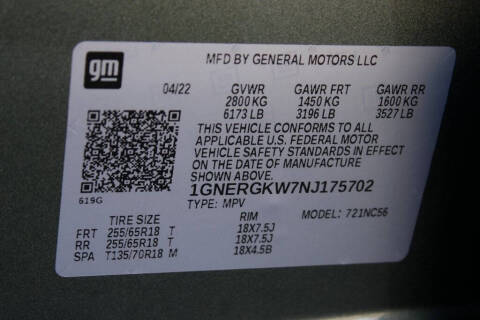 gm
MFD BY GENERAL MOTORS LLC
04/22 GVWR GAWR FRT GAWR RR
2800 KG 1450 KG 1600 KG
6173 LB 3196 LB 3527 LB
THIS VEHICLE CONFORMS TO ALL
APPLICABLE U.S. FEDERAL MOTOR
VEHICLE SAFETY STANDARDS IN EFFECT
ON THE DATE OF MANUFACTURE
SHOWN ABOVE.
1GNERGKW7NJ175702
619G
TYPE: MPV MODEL: 721NC56
TIRE SIZE RIM
FRT 255/65R18 T 18X7.5J
RR 255/65R18 T 18X7.5J
SPA T135/70R18 M 18X4.5B